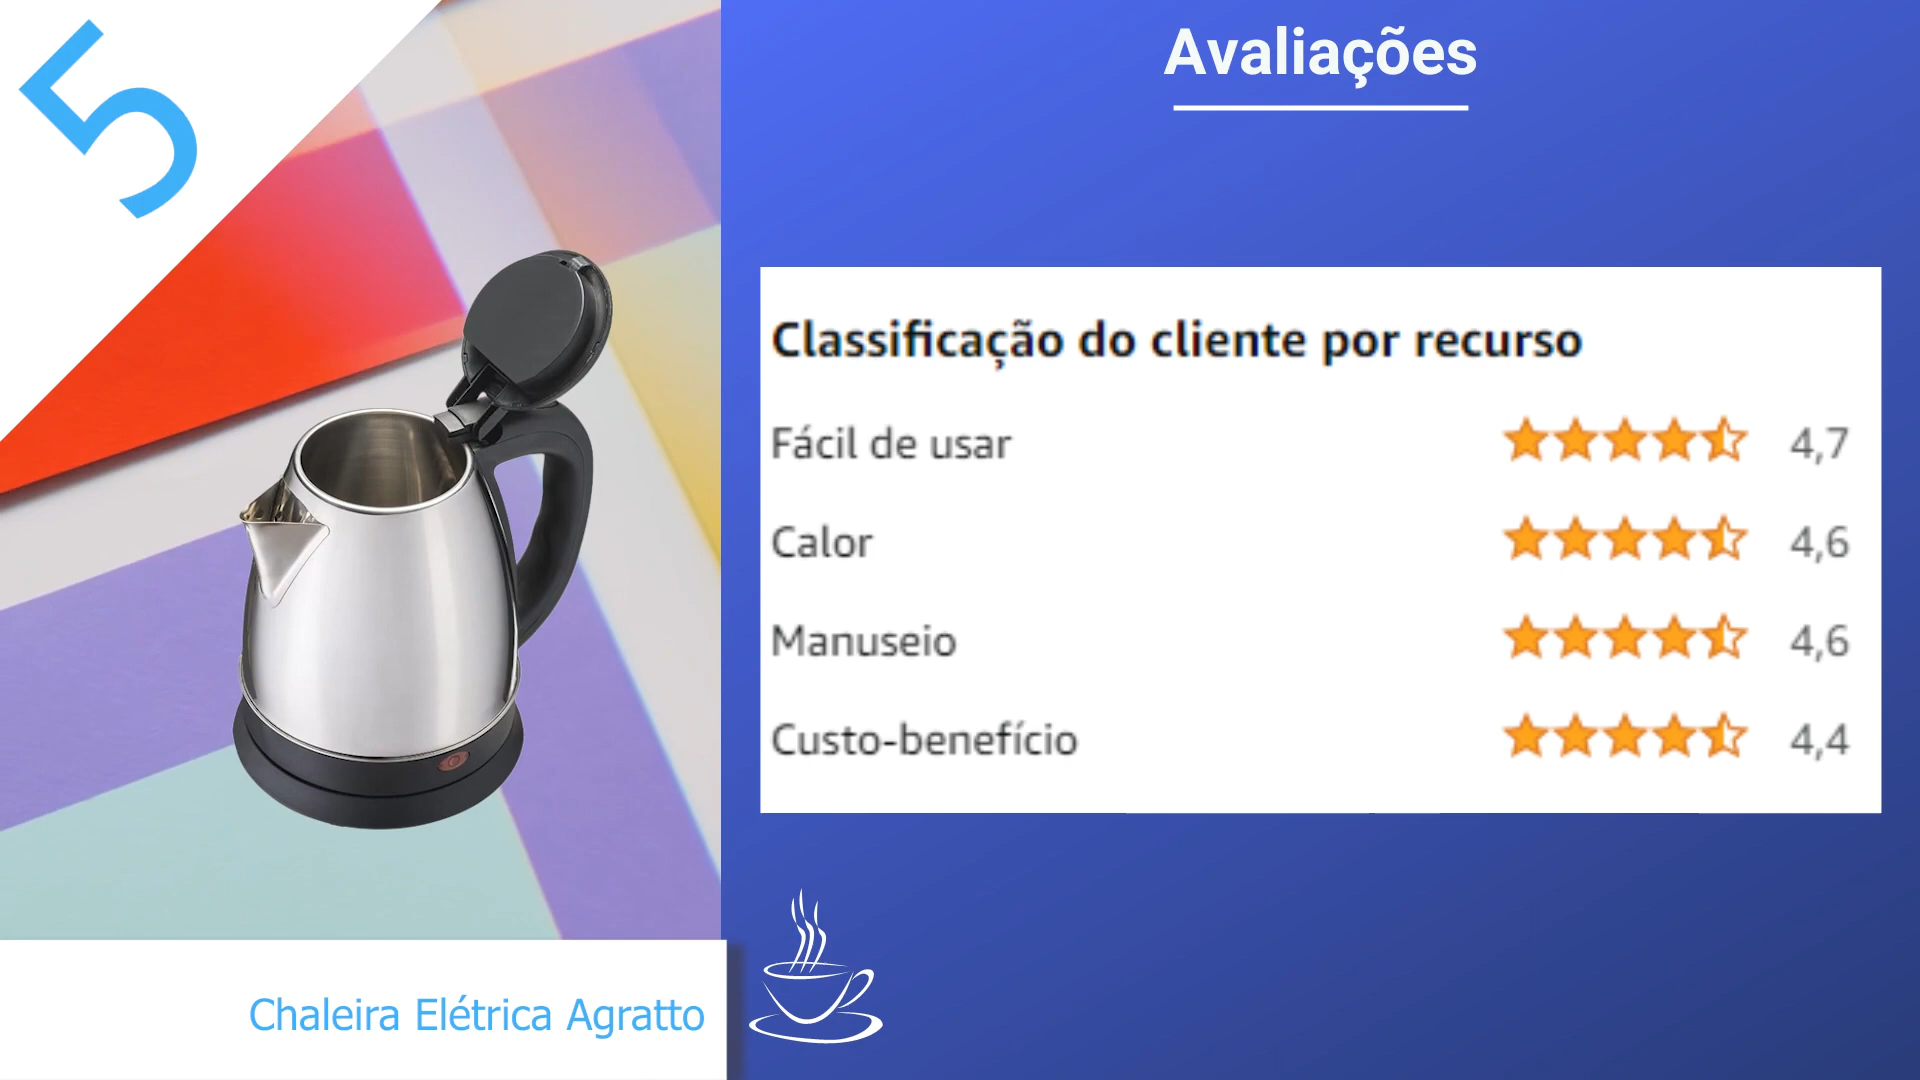 5
Avaliações
Classificação do cliente por recurso
Fácil de usar 4,7
Calor 4,6
Manuseio 4,6
Custo-benefício 4,4
Chaleira Elétrica Agratto